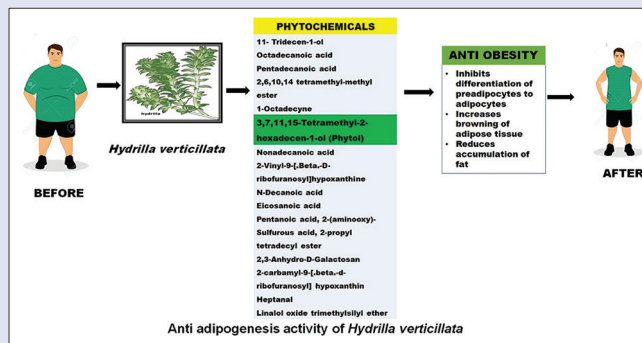 BEFORE
hydrilla
Hydrilla verticillata
PHYTOCHEMICALS
11- Tridecen-1-ol
Octadecanoic acid
Pentadecanoic acid
2,6,10,14 tetramethyl-methyl
ester
1-Octadecyne
3,7,11,15-Tetramethyl-2-
hexadecen-1-ol (Phytol)
Nonadecanoic acid
2-Vinyl-9-[.Beta.-D-
ribofuranosyl]hypoxanthine
N-Decanoic acid
Eicosanoic acid
Pentanoic acid, 2-(aminooxy)-
Sulfurous acid, 2-propyl
tetradecyl ester
2,3-Anhydro-D-Galactosan
2-carbamyl-9-[.beta.-d-
ribofuranosyl] hypoxanthin
Heptanal
Linalol oxide trimethylsilyl ether
ANTI OBESITY
• Inhibits
differentiation of
preadipocytes to
adipocytes
• Increases
browning of
adipose tissue
• Reduces
accumulation of
fat
AFTER
Anti adipogenesis activity of Hydrilla verticillata